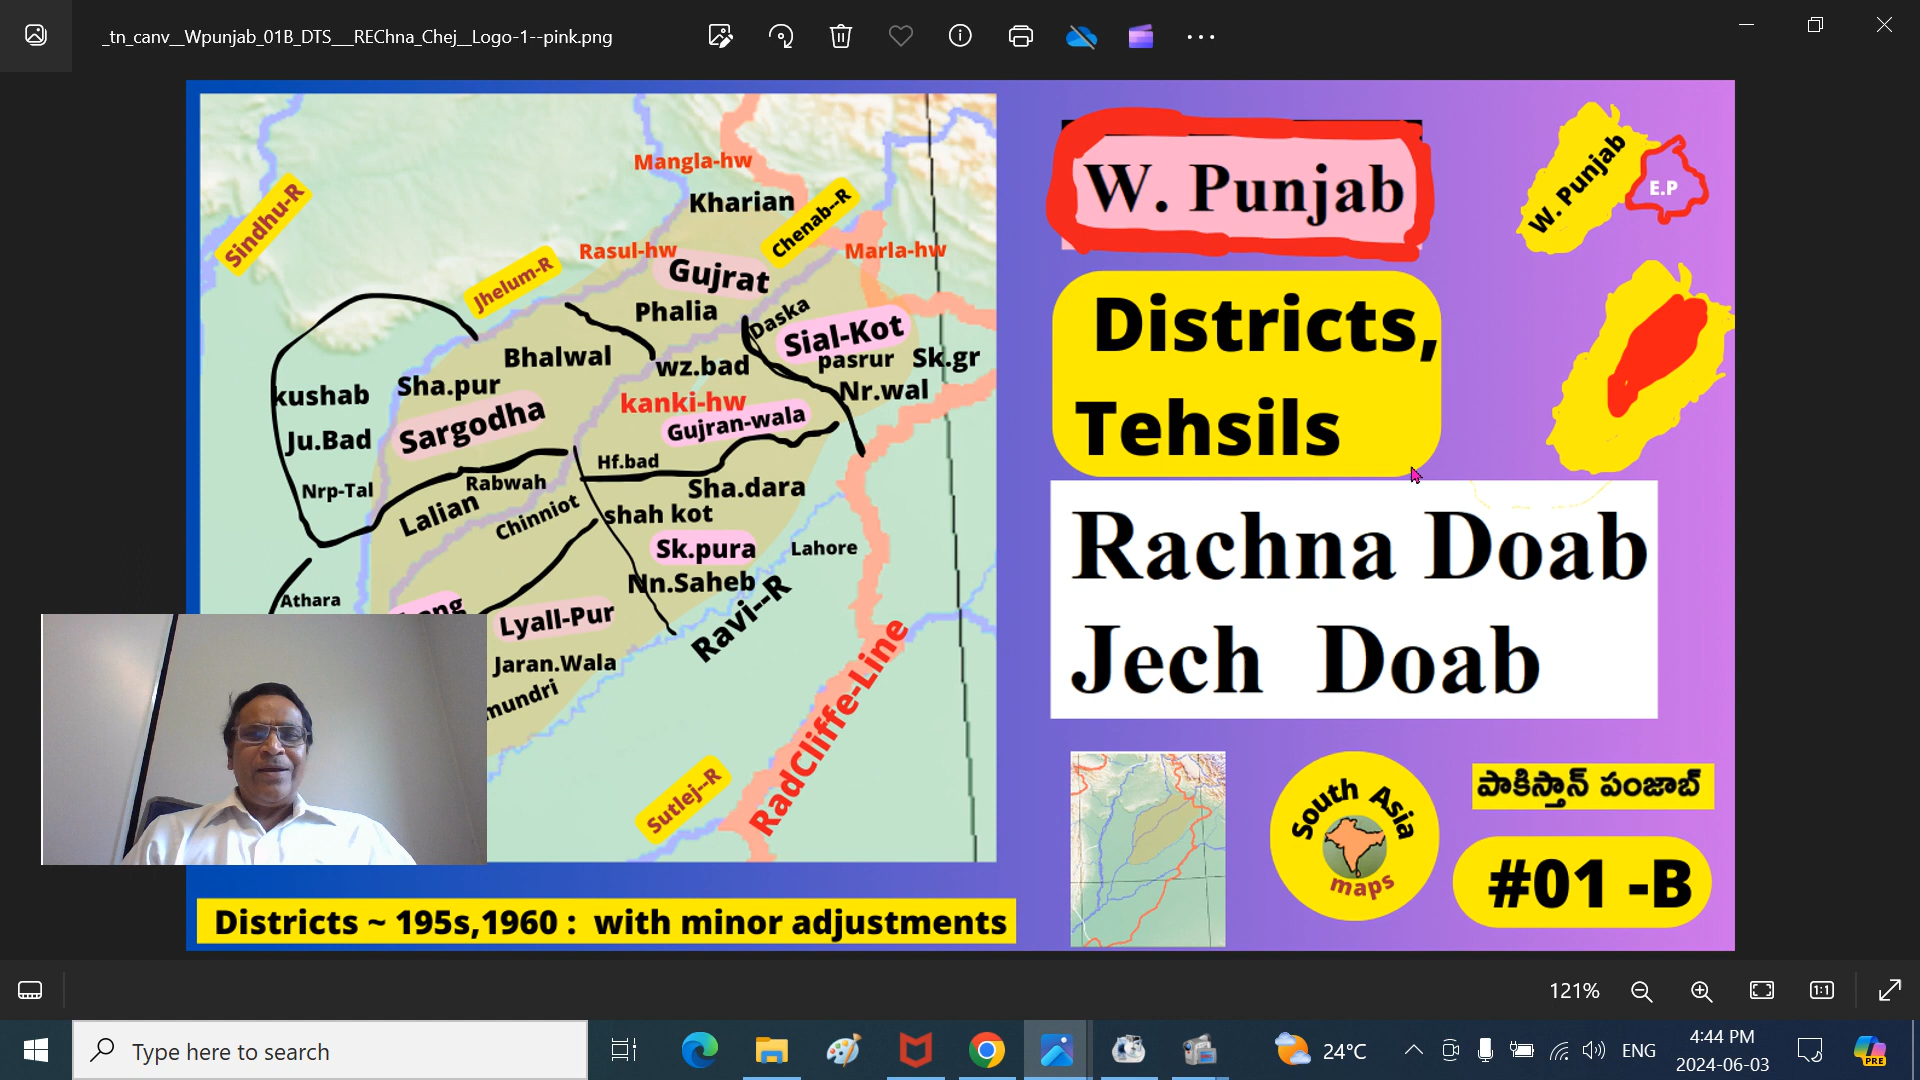 _tn_canv__Wpunjab_01B_DTS___REChna_Chej__Logo-1--pink.png
Sindhu-R
Mangla-hw
Kharian
Chenab--R
Jhelum-R
Rasul-hw
Marla-hw
Gujrat
Phalia
Daska
Sial-Kot
Bhalwal
wz.bad
pasrur
Sk.gr
kushab
Sha.pur
Nr.wal
kanki-hw
Sargodha
Gujran-wala
Ju.Bad
Hf.bad
Nrp-Tal
Rabwah
Sha.dara
Lalian
Chinniot
shah kot
Sk.pura
Lahore
Nn.Saheb
Athara
Lyall-Pur
Ravi--R
Jaran.Wala
mundri
RadCliffe-Line
Sutlej--R
Districts ~ 195s,1960 : with minor adjustments
W. Punjab
W. Punjab
E.P
Districts,
Tehsils
Rachna Doab
Jech Doab
South Asia
maps
పాకిస్తాన్ పంజాబ్
#01 -B
121%
1:1
Type here to search
24°C
ENG
4:44 PM
2024-06-03
PRE